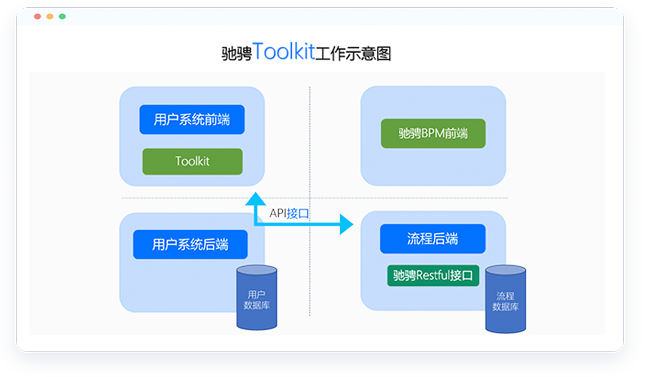 驰骋Toolkit工作示意图
用户系统前端
Toolkit
驰骋BPM前端
API接口
用户系统后端
流程后端
驰骋Restful接口
用户
数据库
流程
数据库